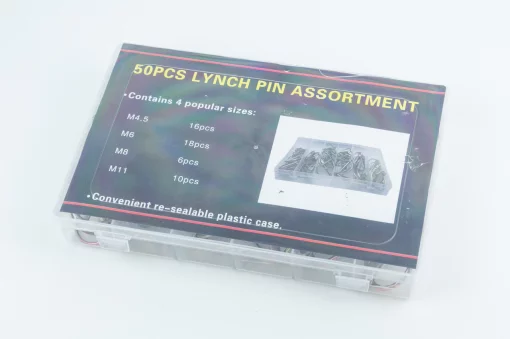 50PCS LYNCH PIN ASSORTMENT
•Contains 4 popular sizes:
M4.5 16pcs
M6 18pcs
M8 6pcs
M11 10pcs
•Convenient re-sealable plastic case.